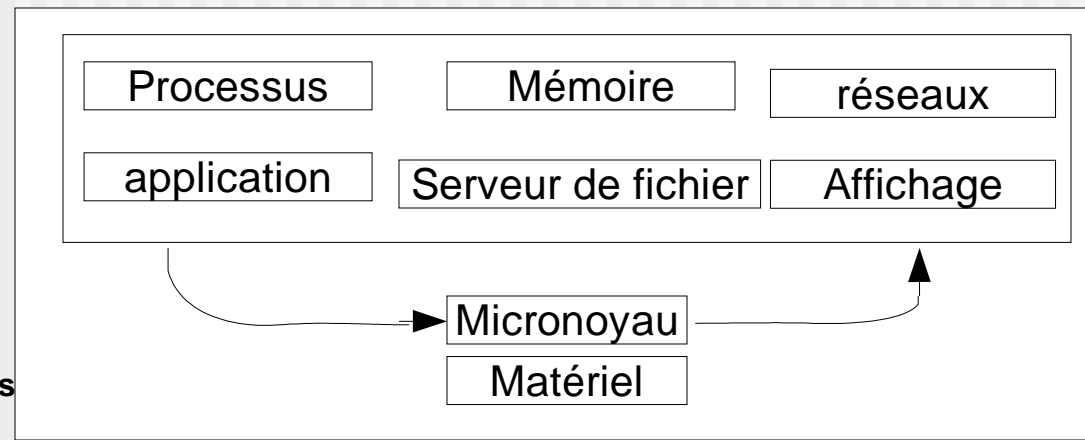 Processus
Mémoire
réseaux
application
Serveur de fichier
Affichage
Micronoyau
Matériel
s